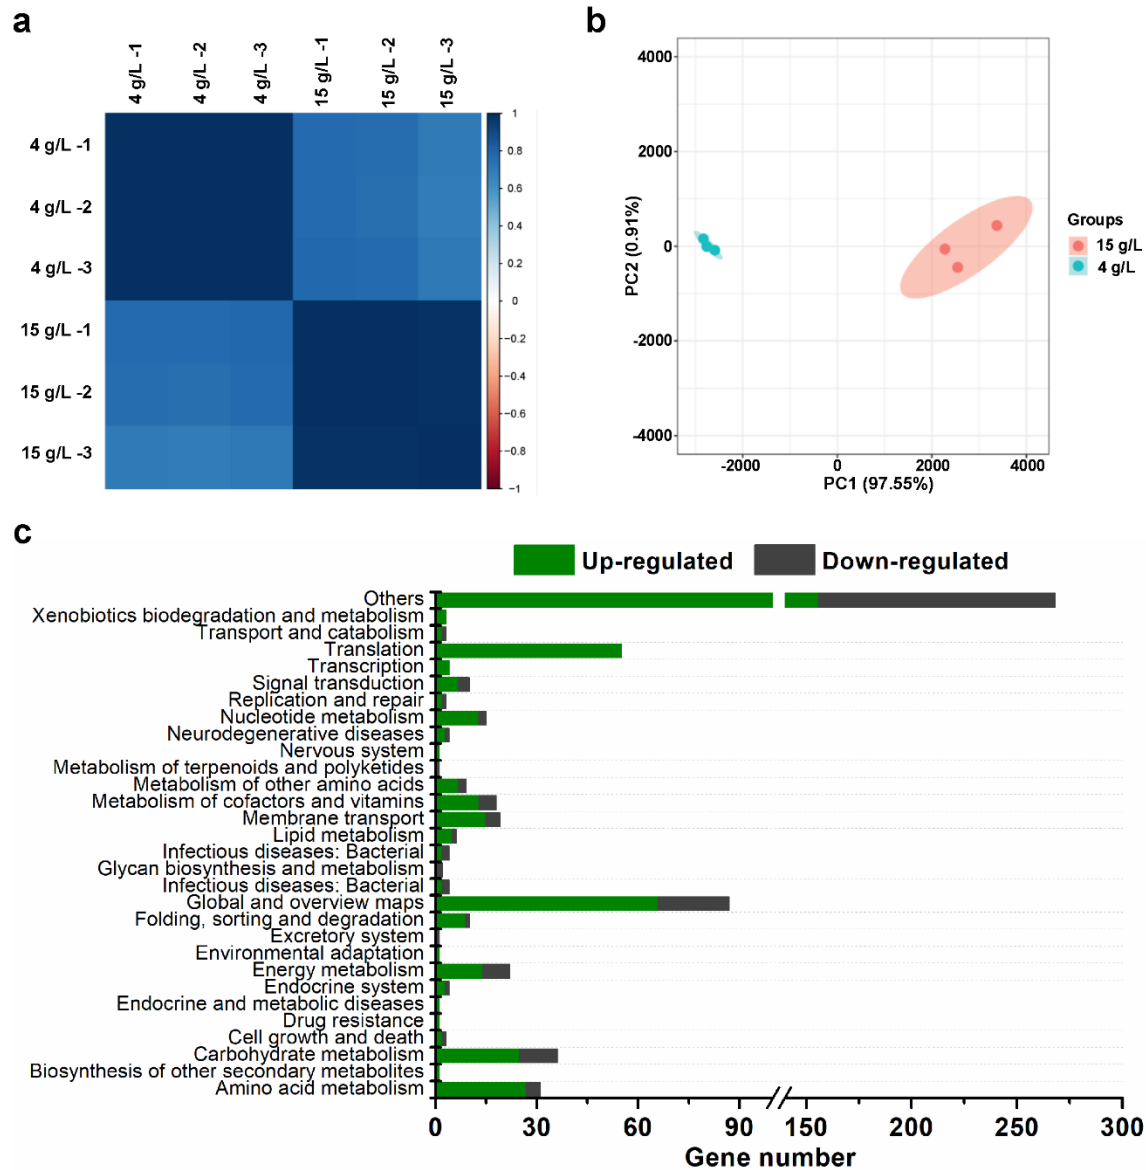 a
4 g/L -1
4 g/L -2
4 g/L -3
15 g/L -1
15 g/L -2
15 g/L -3
4 g/L -1
4 g/L -2
4 g/L -3
15 g/L -1
15 g/L -2
15 g/L -3
1
0.8
0.6
0.4
0.2
0
-0.2
-0.4
-0.6
-0.8
-1
b
4000
2000
0
-2000
-4000
PC2 (0.91%)
-2000 0 2000 4000
PC1 (97.55%)
Groups
15 g/L
4 g/L
c
Up-regulated Down-regulated
Others
Xenobiotics biodegradation and metabolism
Transport and catabolism
Translation
Transcription
Signal transduction
Replication and repair
Nucleotide metabolism
Neurodegenerative diseases
Nervous system
Metabolism of terpenoids and polyketides
Metabolism of other amino acids
Metabolism of cofactors and vitamins
Membrane transport
Lipid metabolism
Infectious diseases: Bacterial
Glycan biosynthesis and metabolism
Infectious diseases: Bacterial
Global and overview maps
Folding, sorting and degradation
Excretory system
Environmental adaptation
Energy metabolism
Endocrine system
Endocrine and metabolic diseases
Drug resistance
Cell growth and death
Carbohydrate metabolism
Biosynthesis of other secondary metabolites
Amino acid metabolism
0 30 60 90 150 200 250 300
Gene number